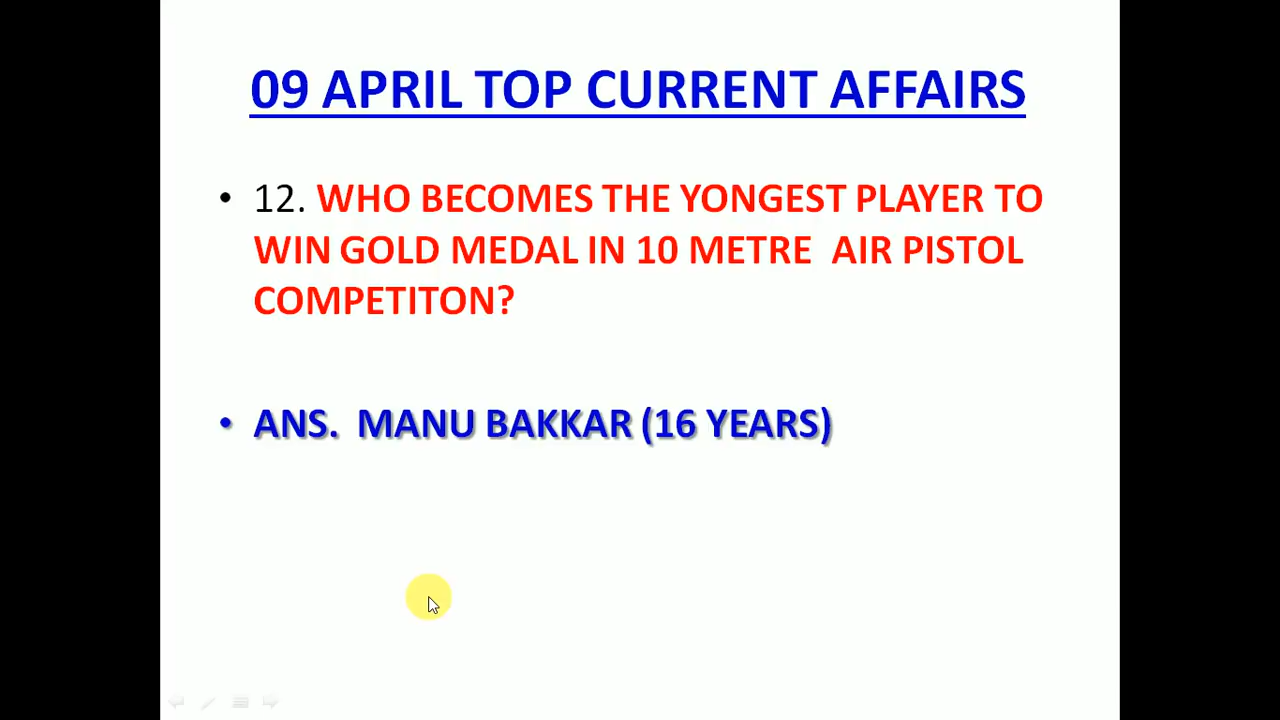 09 APRIL TOP CURRENT AFFAIRS
• 12. WHO BECOMES THE YONGEST PLAYER TO
WIN GOLD MEDAL IN 10 METRE  AIR PISTOL
COMPETITON?
• ANS.  MANU BAKKAR (16 YEARS)